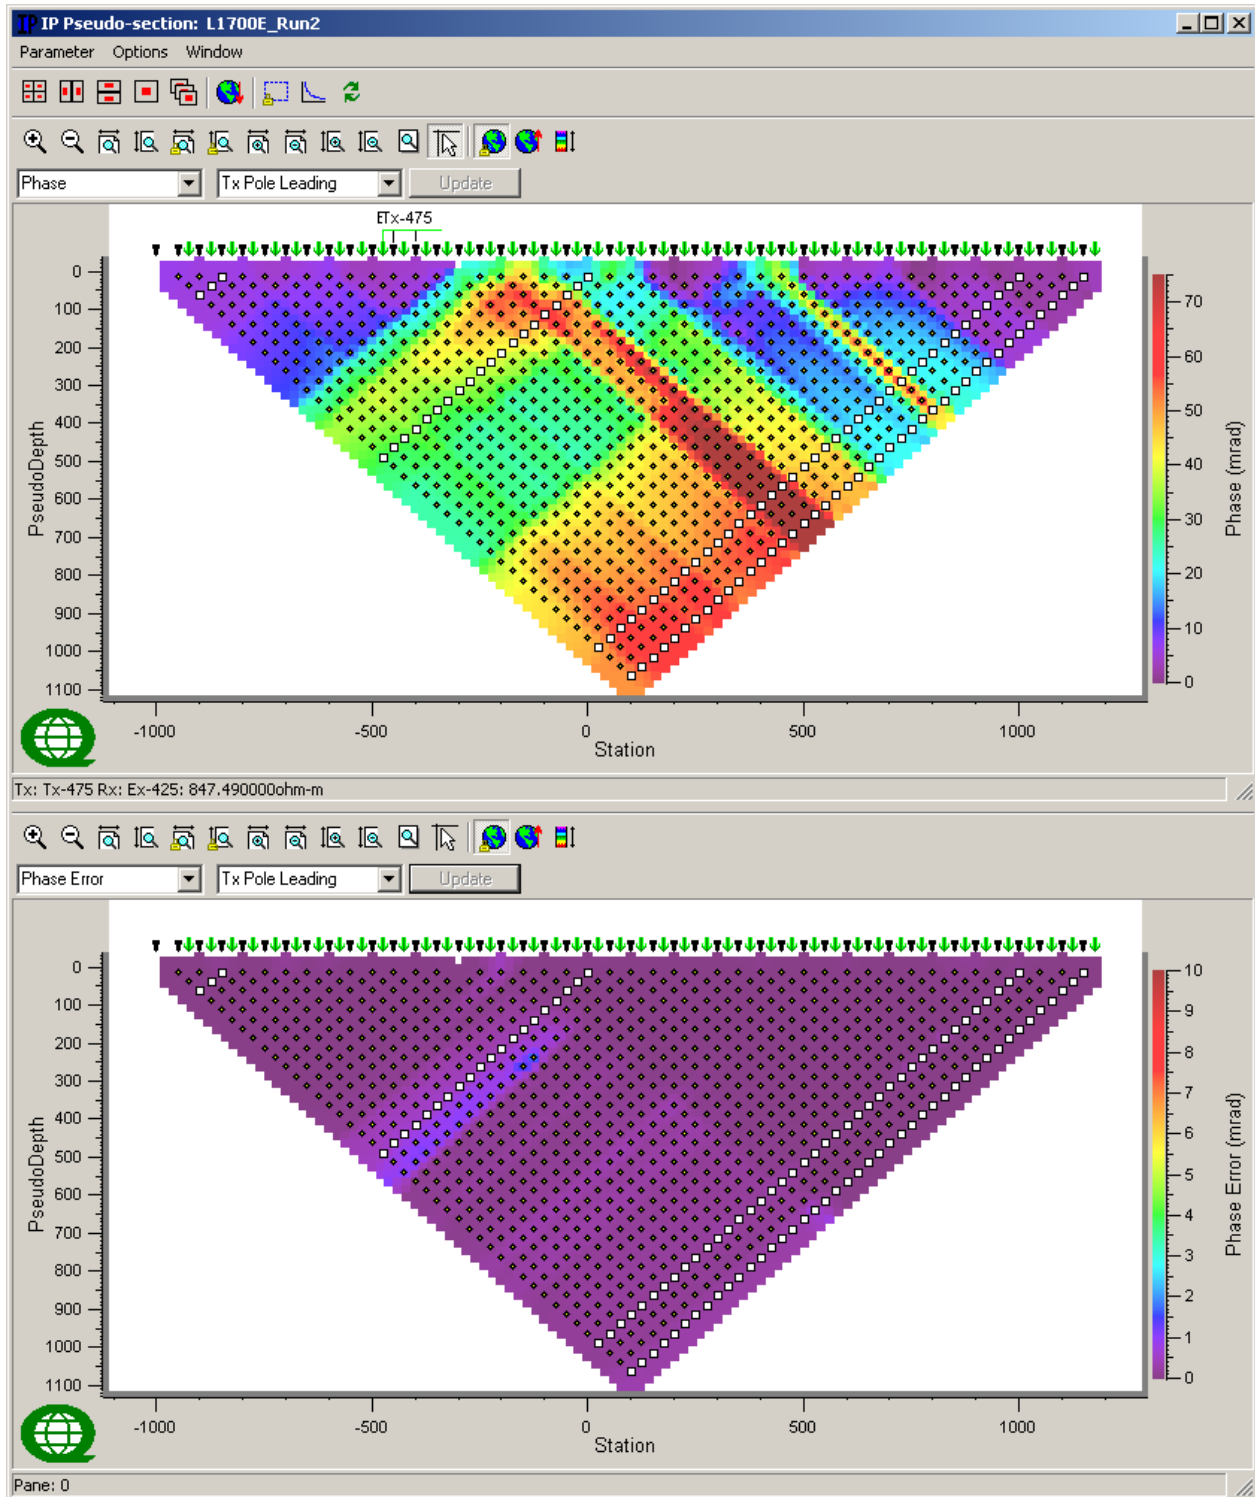 IP IP Pseudo-section: L1700E_Run2
Parameter Options Window
Phase Tx Pole Leading Update
ETx-475
0
100
200
300
400
500
600
700
800
900
1000
1100
PseudoDepth
-1000 -500 0 500 1000
Station
70
60
50
40
30
20
10
0
Phase (mrad)
Tx: Tx-475 Rx: Ex-425: 847.490000ohm-m
Phase Error Tx Pole Leading Update
0
100
200
300
400
500
600
700
800
900
1000
1100
PseudoDepth
-1000 -500 0 500 1000
Station
10
9
8
7
6
5
4
3
2
1
0
Phase Error (mrad)
Pane: 0